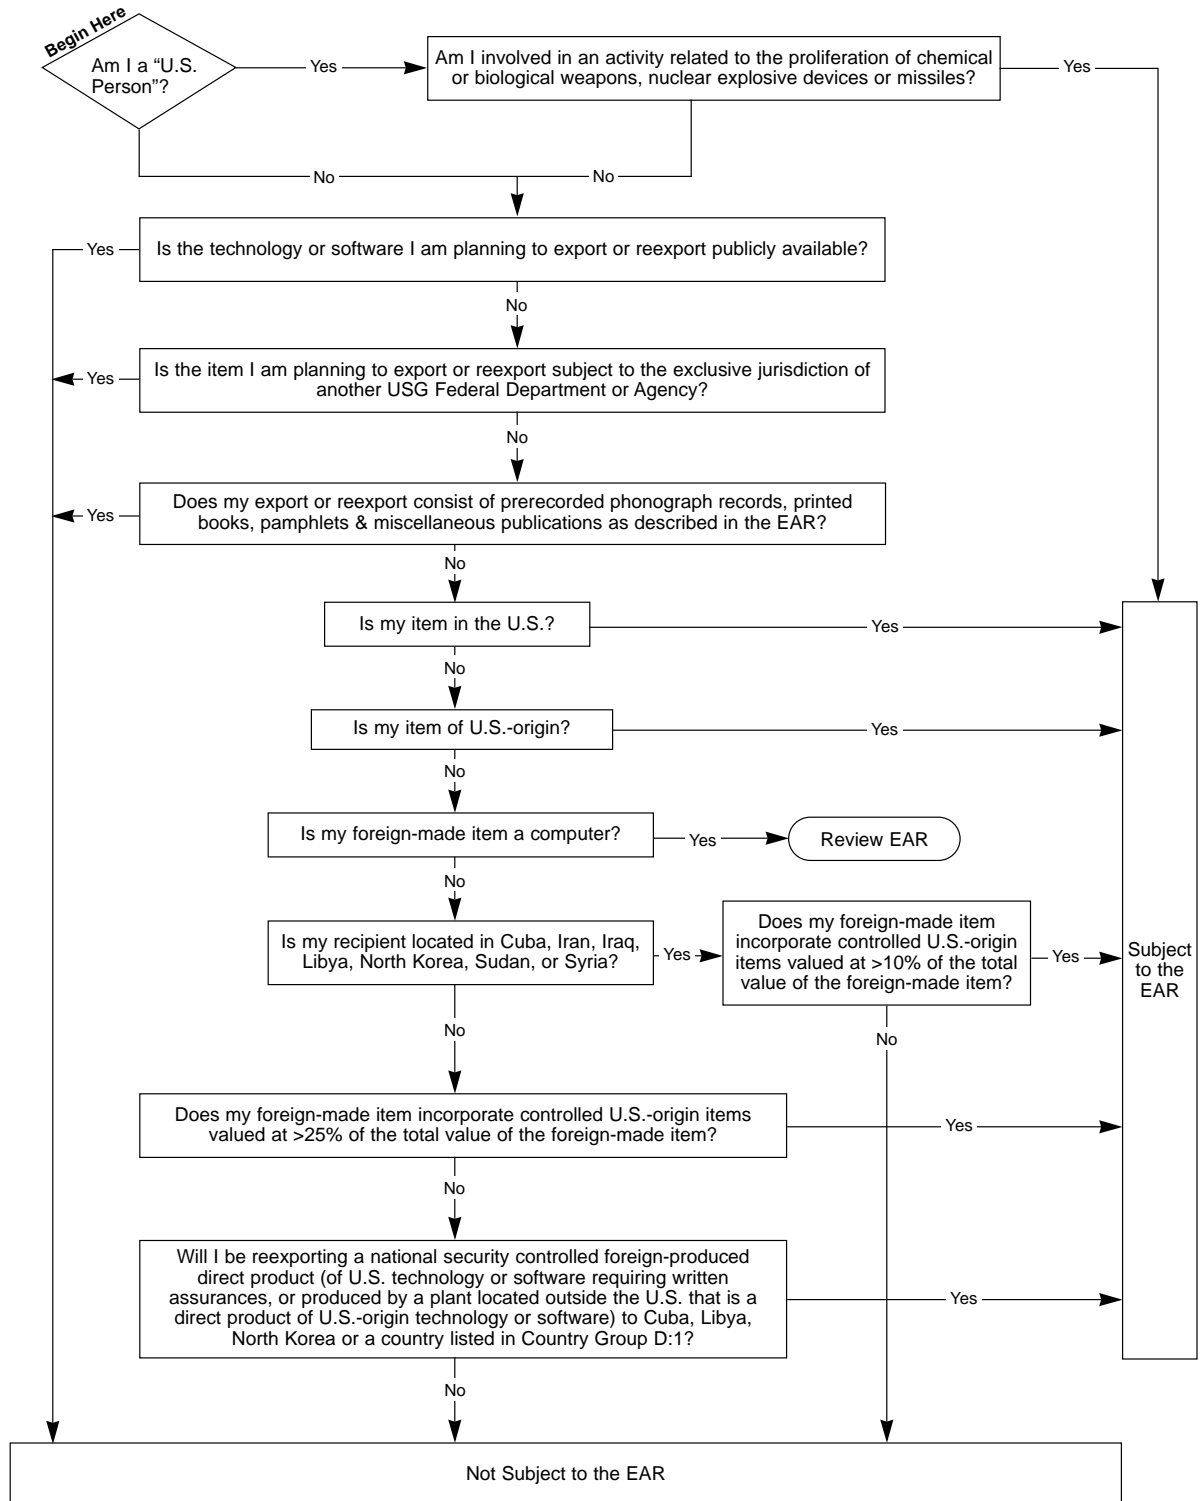 Begin Here
Am I a “U.S.
Person”?
Yes
Am I involved in an activity related to the proliferation of chemical
or biological weapons, nuclear explosive devices or missiles?
Yes
No
No
Yes
Is the technology or software I am planning to export or reexport publicly available?
No
Yes
Is the item I am planning to export or reexport subject to the exclusive jurisdiction of
another USG Federal Department or Agency?
No
Yes
Does my export or reexport consist of prerecorded phonograph records, printed
books, pamphlets & miscellaneous publications as described in the EAR?
No
Is my item in the U.S.?
Yes
No
Is my item of U.S.-origin?
Yes
No
Is my foreign-made item a computer?
Yes
Review EAR
No
Is my recipient located in Cuba, Iran, Iraq,
Libya, North Korea, Sudan, or Syria?
Yes
Does my foreign-made item
incorporate controlled U.S.-origin
items valued at >10% of the total
value of the foreign-made item?
Yes
Subject
to the
EAR
No
No
Does my foreign-made item incorporate controlled U.S.-origin items
valued at >25% of the total value of the foreign-made item?
Yes
No
Will I be reexporting a national security controlled foreign-produced
direct product (of U.S. technology or software requiring written
assurances, or produced by a plant located outside the U.S. that is a
direct product of U.S.-origin technology or software) to Cuba, Libya,
North Korea or a country listed in Country Group D:1?
Yes
No
Not Subject to the EAR